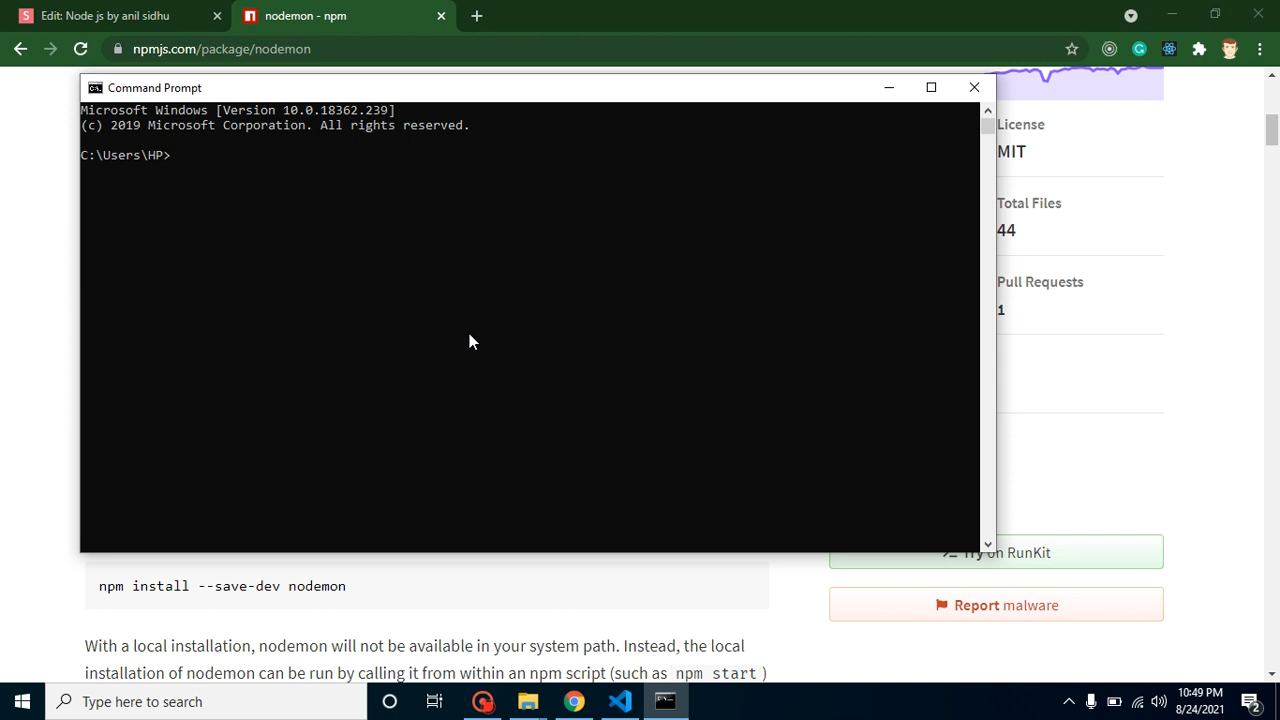 Edit: Node js by anil sidhu
nodemon - npm
npmjs.com/package/nodemon
Command Prompt
Microsoft Windows [Version 10.0.18362.239]
(c) 2019 Microsoft Corporation. All rights reserved.
C:\Users\HP>
License
MIT
Total Files
44
Pull Requests
1
Try on RunKit
Report malware
npm install --save-dev nodemon
With a local installation, nodemon will not be available in your system path. Instead, the local
installation of nodemon can be run by calling it from within an npm script (such as npm start )
Type here to search
10:49 PM
8/24/2021
2